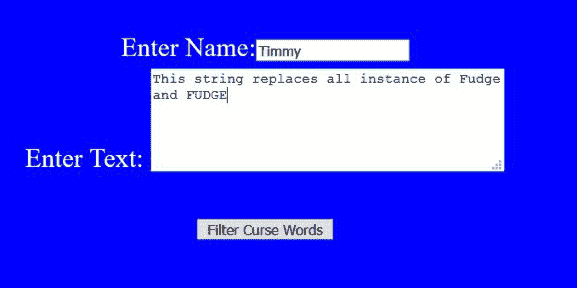 Enter Name: Timmy
This string replaces all instance of Fudge
and FUDGE
Enter Text:
Filter Curse Words